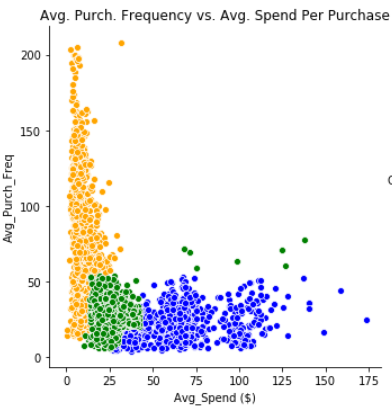 Avg. Purch. Frequency vs. Avg. Spend Per Purchase
200
150
100
50
0
Avg_Purch_Freq
0 25 50 75 100 125 150 175
Avg_Spend ($)